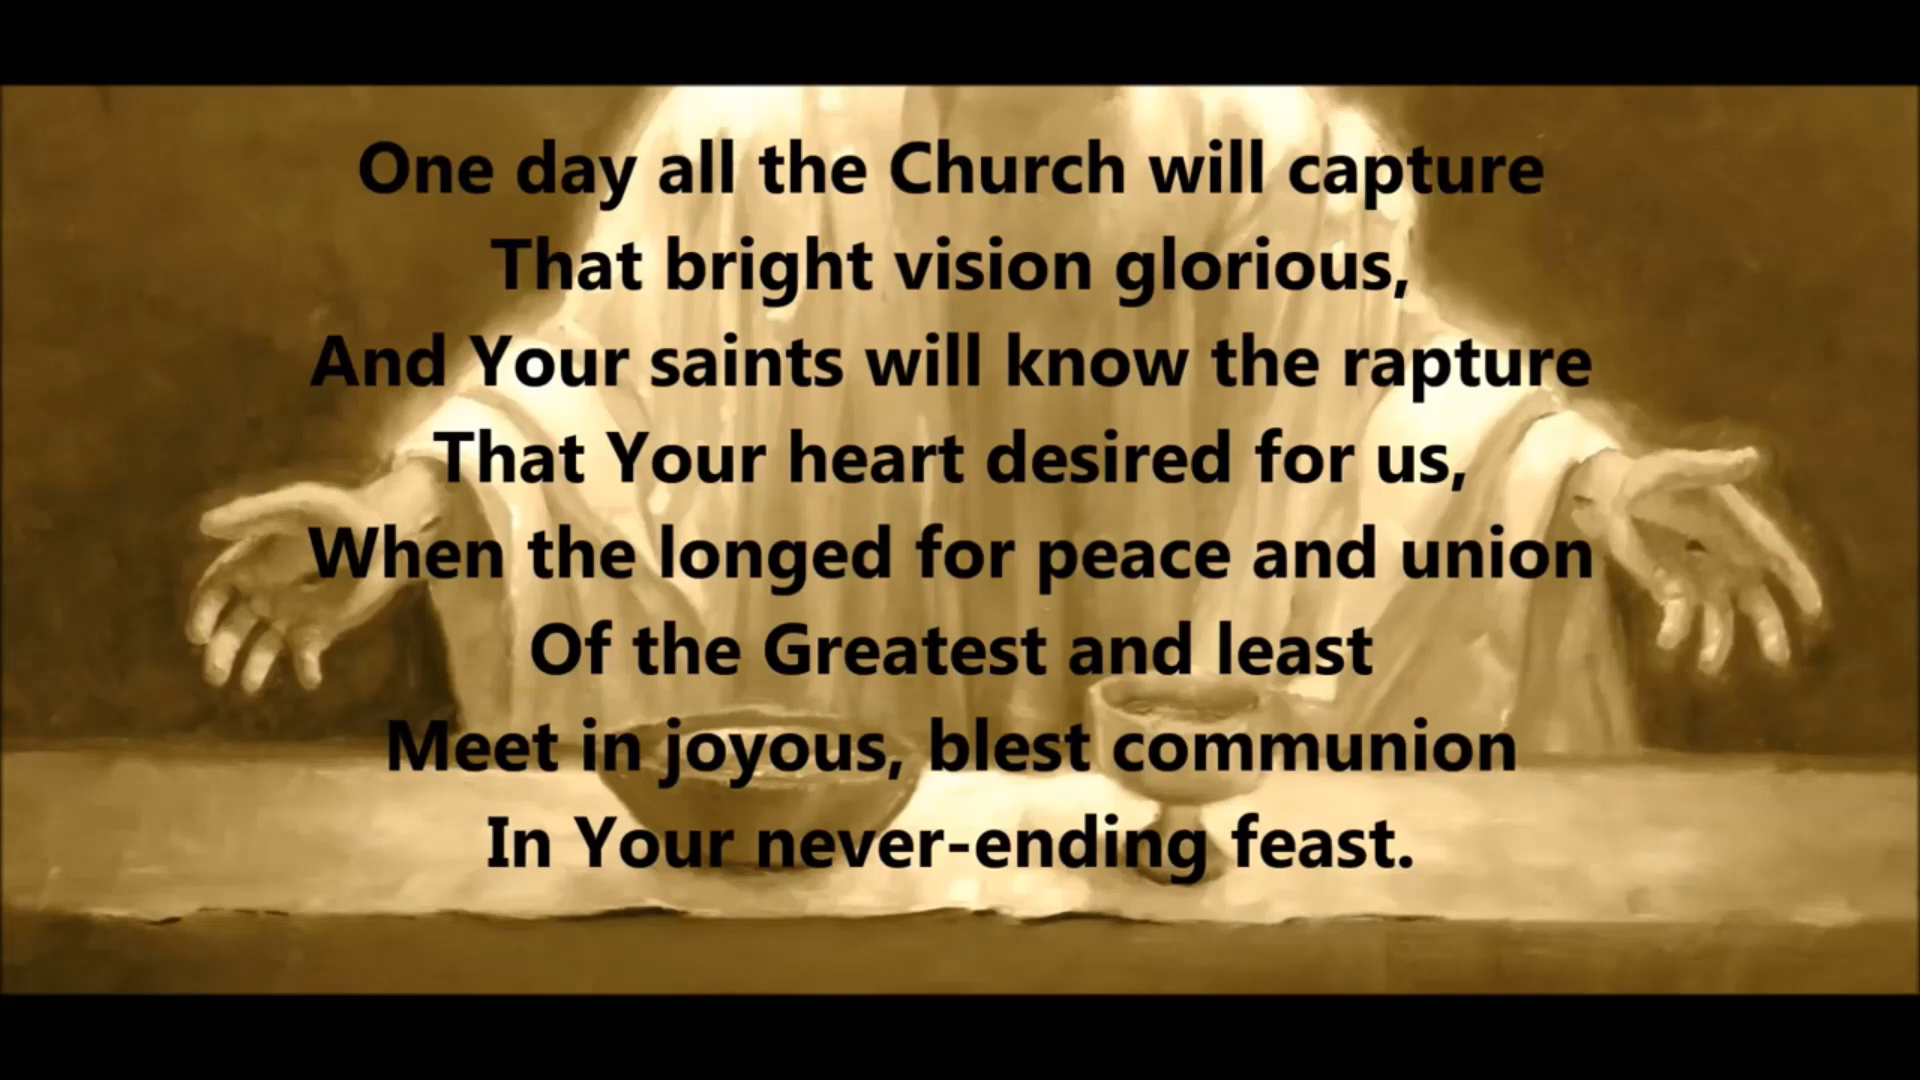 One day all the Church will capture
That bright vision glorious,
And Your saints will know the rapture
That Your heart desired for us,
When the longed for peace and union
Of the Greatest and least
Meet in joyous, blest communion
In Your never-ending feast.